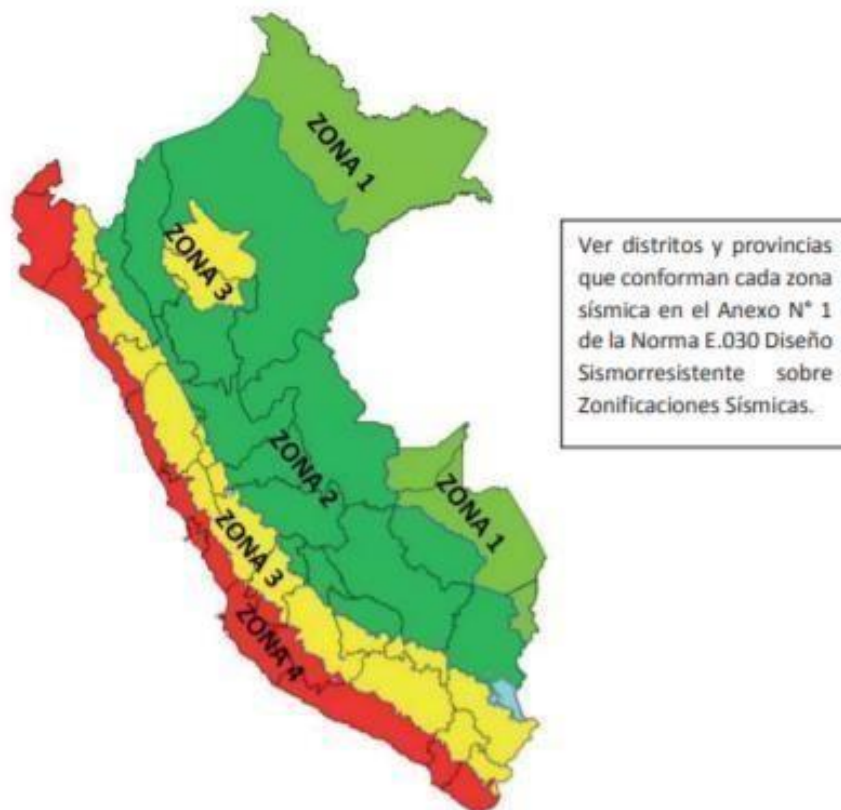 ZONA 1
ZONA 3
ZONA 2
ZONA 1
ZONA 3
ZONA 4
Ver distritos y provincias
que conforman cada zona
sísmica en el Anexo N° 1
de la Norma E.030 Diseño
Sismorresistente sobre
Zonificaciones Sísmicas.